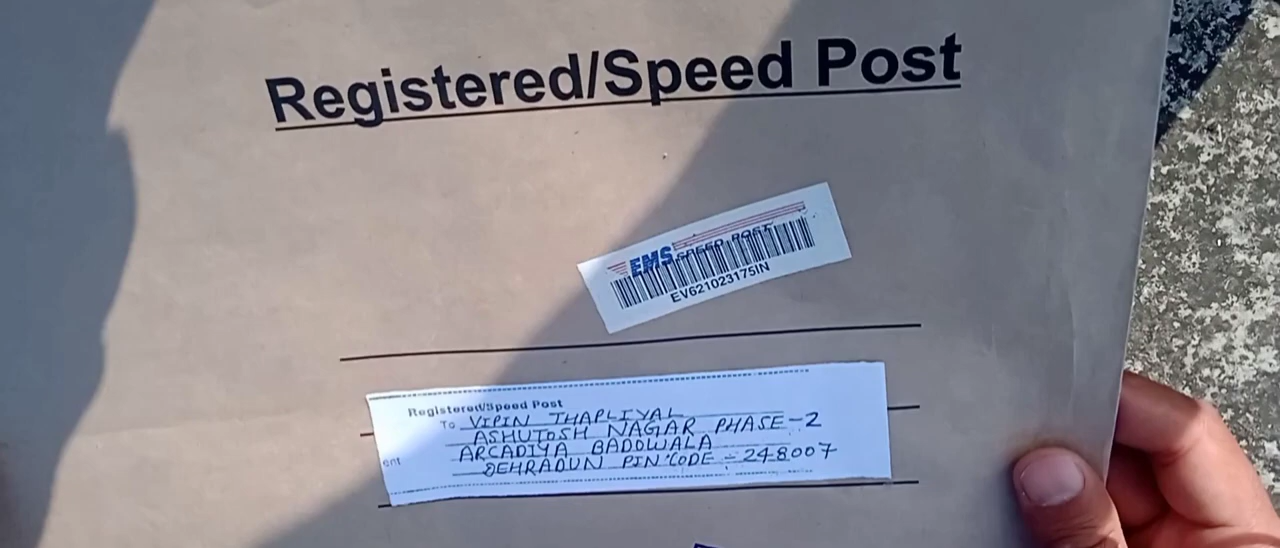 Registered/Speed Post
EMS SPEED POST
EV621023175IN
Registered/Speed Post
To VIPIN THAPLIYAL
ASHUTOSH NAGAR PHASE-2
ARCADIYA BADOWALA
ent
DEHRADUN PIN CODE :- 248007